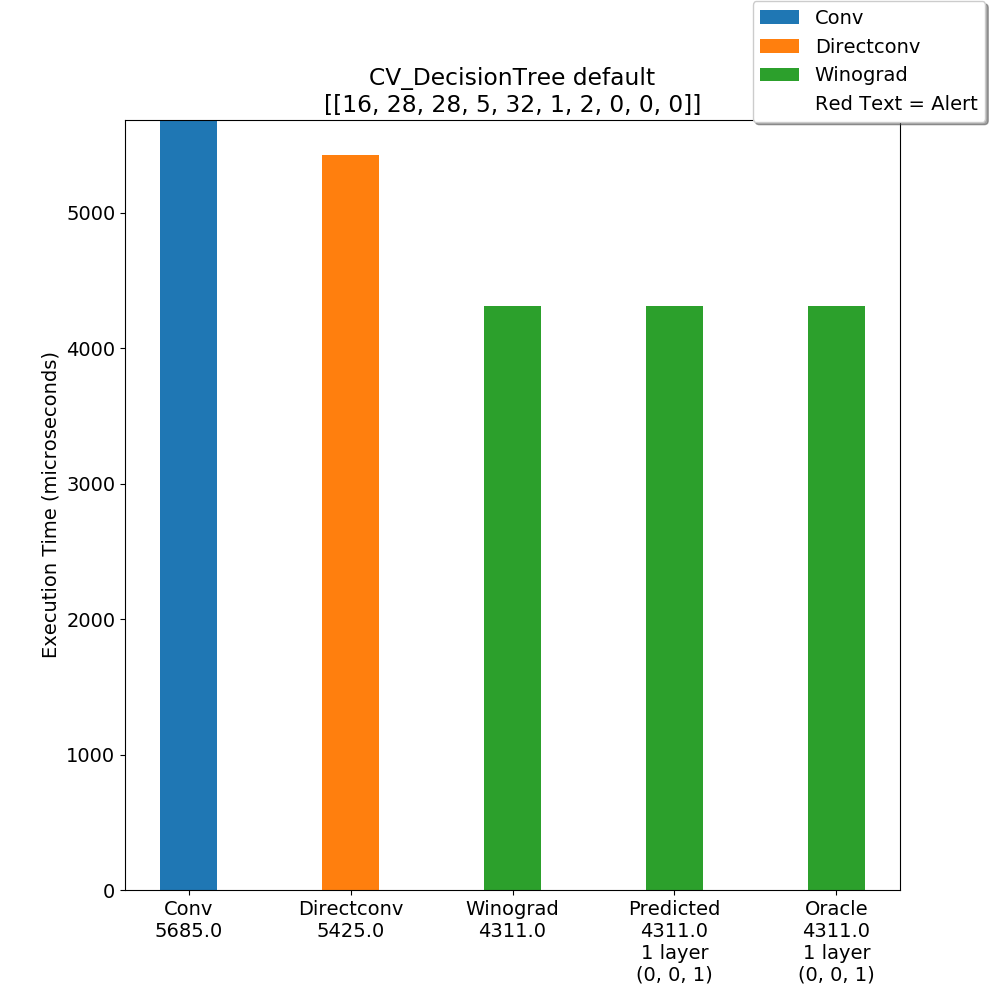 Conv
Directconv
Winograd
Red Text = Alert
CV_DecisionTree default
[[16, 28, 28, 5, 32, 1, 2, 0, 0, 0]]
Execution Time (microseconds)
5000
4000
3000
2000
1000
0
Conv
5685.0
Directconv
5425.0
Winograd
4311.0
Predicted
4311.0
1 layer
(0, 0, 1)
Oracle
4311.0
1 layer
(0, 0, 1)